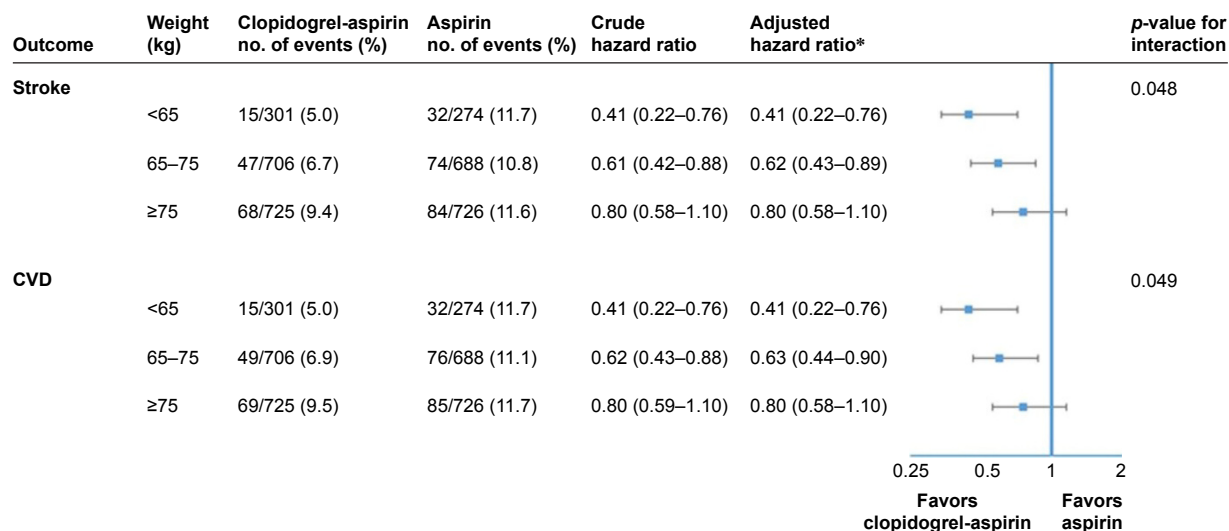 Outcome Weight (kg) Clopidogrel-aspirin no. of events (%) Aspirin no. of events (%) Crude hazard ratio Adjusted hazard ratio* p-value for interaction
Stroke 0.048
<65 15/301 (5.0) 32/274 (11.7) 0.41 (0.22–0.76) 0.41 (0.22–0.76)
65–75 47/706 (6.7) 74/688 (10.8) 0.61 (0.42–0.88) 0.62 (0.43–0.89)
≥75 68/725 (9.4) 84/726 (11.6) 0.80 (0.58–1.10) 0.80 (0.58–1.10)
CVD 0.049
<65 15/301 (5.0) 32/274 (11.7) 0.41 (0.22–0.76) 0.41 (0.22–0.76)
65–75 49/706 (6.9) 76/688 (11.1) 0.62 (0.43–0.88) 0.63 (0.44–0.90)
≥75 69/725 (9.5) 85/726 (11.7) 0.80 (0.59–1.10) 0.80 (0.58–1.10)
0.25 0.5 1 2
Favors clopidogrel-aspirin Favors aspirin